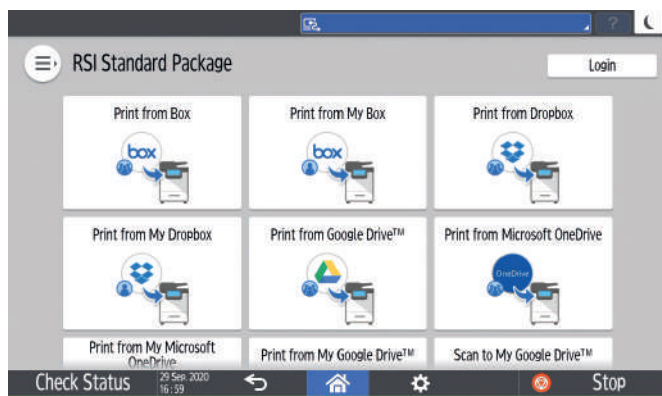 ?
RSI Standard Package
Login
Print from Box
Print from My Box
Print from Dropbox
box
box
Print from My Dropbox
Print from Google Drive™
Print from Microsoft OneDrive
OneDrive
Print from My Microsoft
OneDrive
Print from My Google Drive™
Scan to My Google Drive™
Check Status
29 Sep. 2020
16:59
Stop